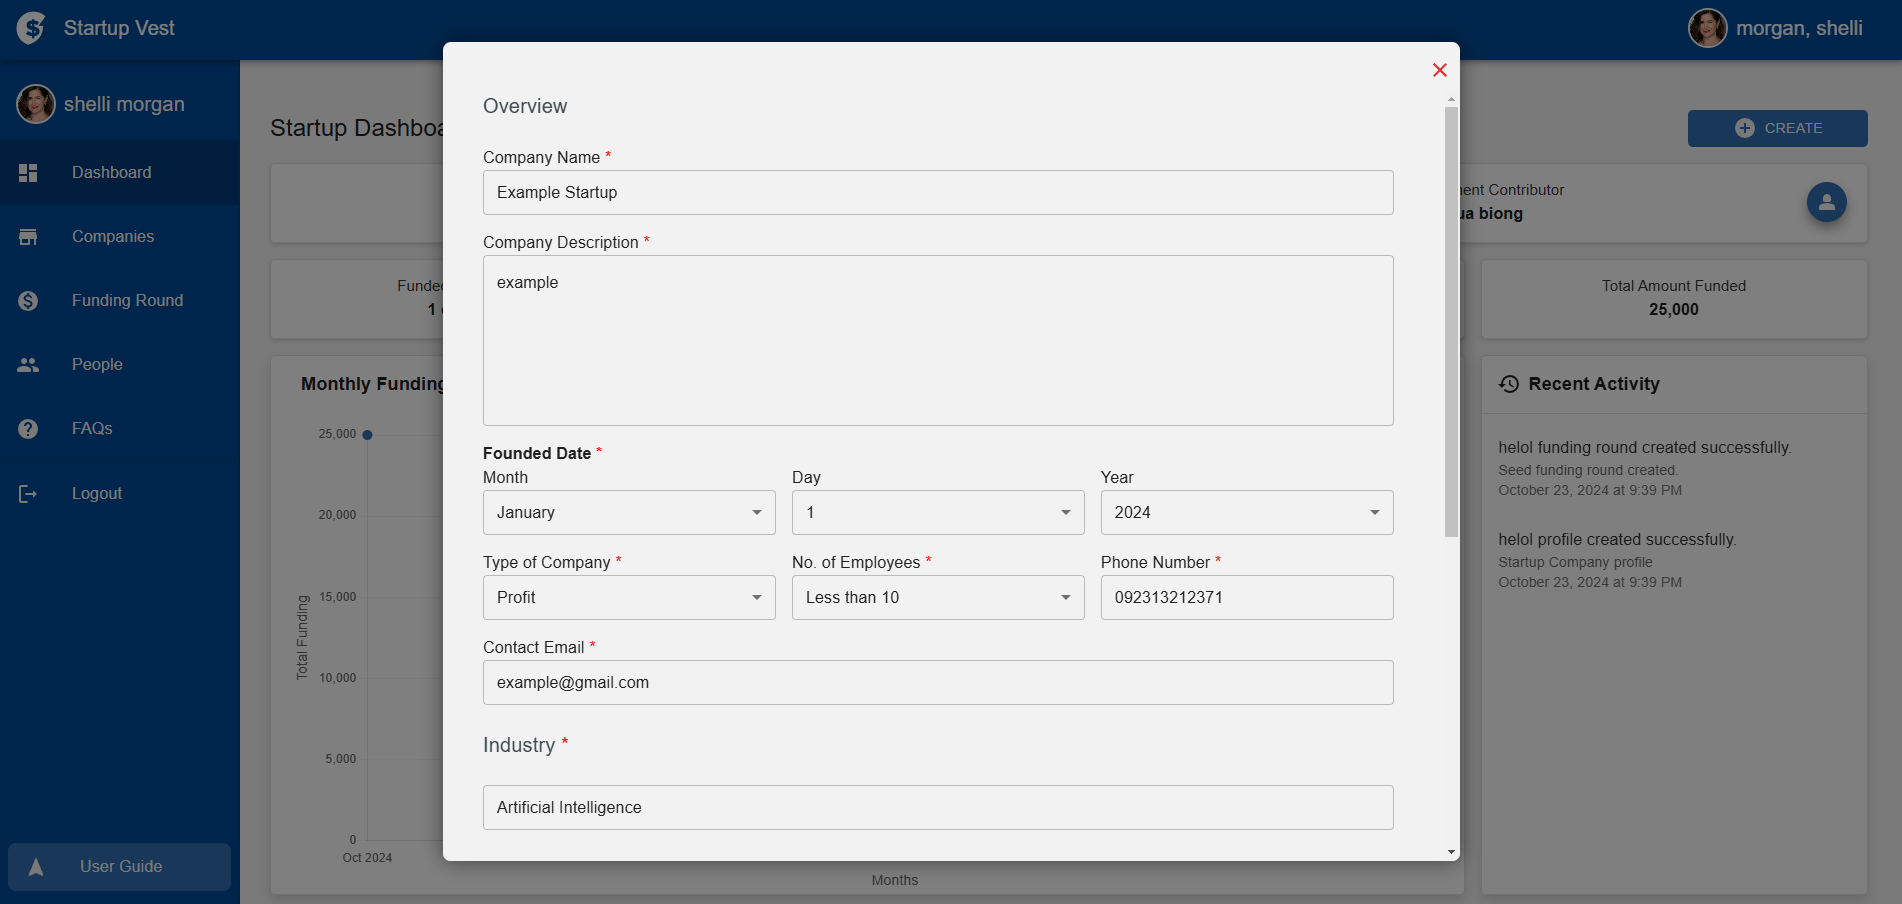 Startup Vest
morgan, shelli
shelli morgan
Dashboard
Companies
Funding Round
People
FAQs
Logout
User Guide
Startup
CREATE
Contributor
biong
1
Total Amount Funded
25,000
Monthly
25,000
20,000
15,000
10,000
5,000
0
Total Funding
Oct 2024
Months
Recent Activity
helol funding round created successfully.
Seed funding round created.
October 23, 2024 at 9:39 PM
helol profile created successfully.
Startup Company profile
October 23, 2024 at 9:39 PM
Overview
Company Name *
Example Startup
Company Description *
example
Founded Date *
Month Day Year
January 1 2024
Type of Company * No. of Employees * Phone Number *
Profit Less than 10 092313212371
Contact Email *
example@gmail.com
Industry *
Artificial Intelligence